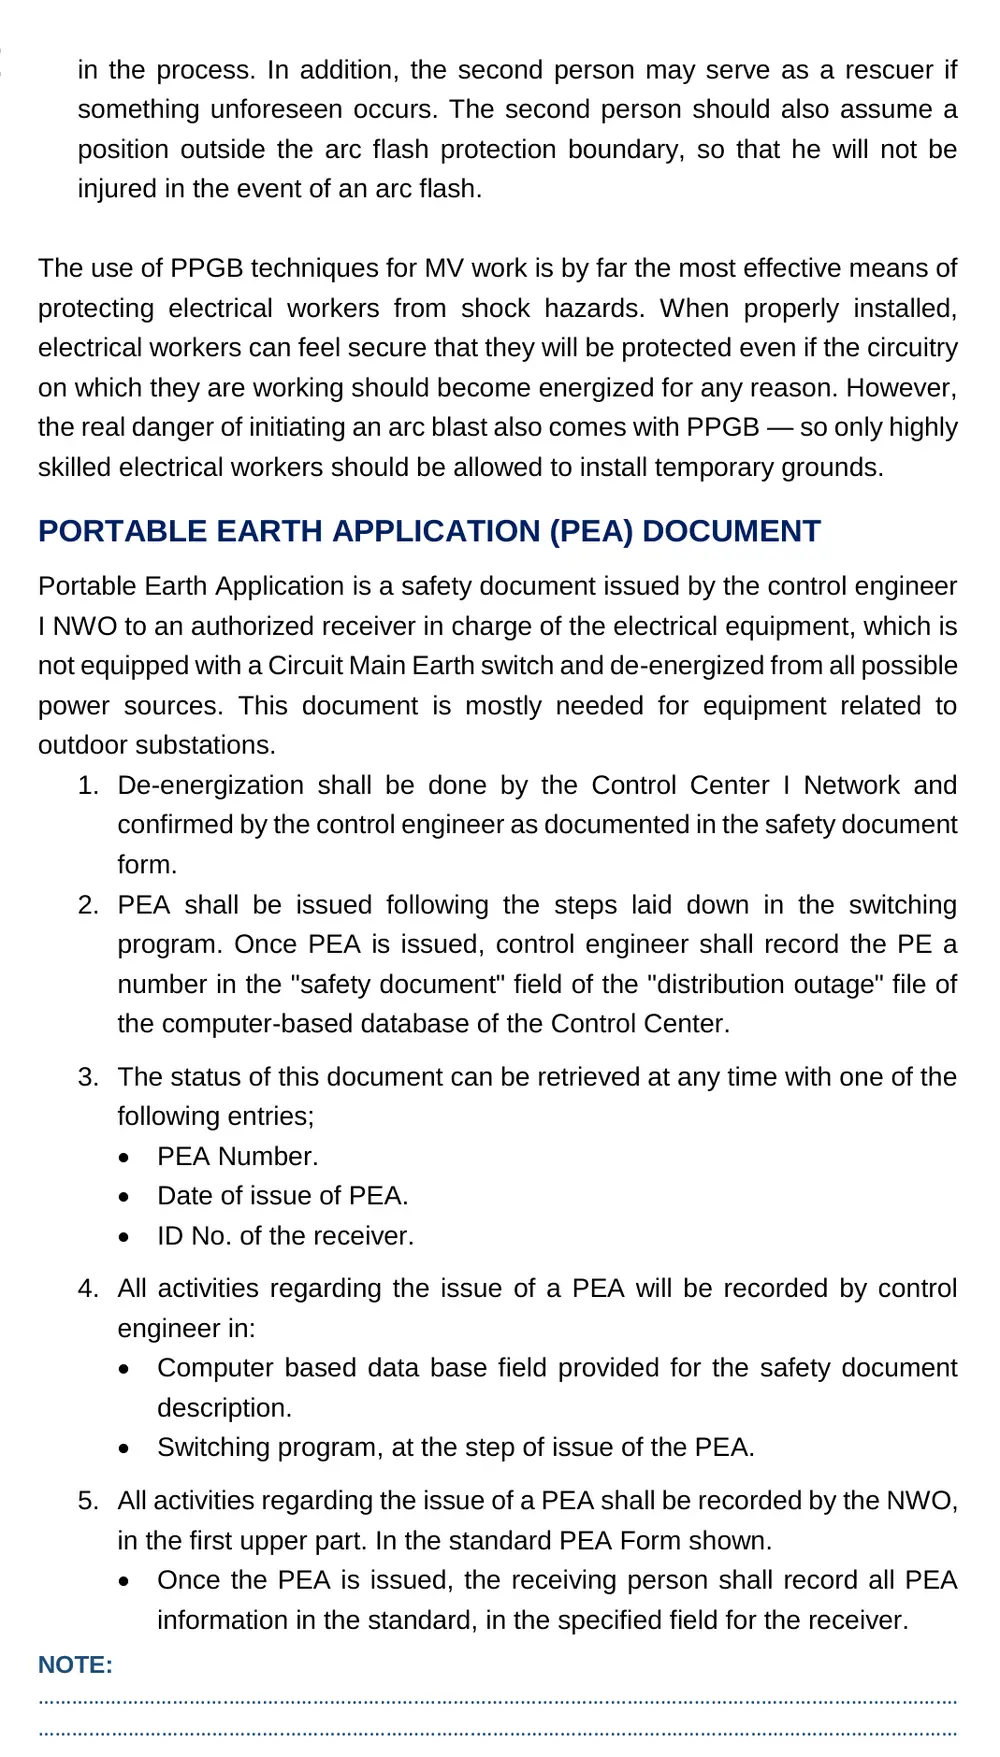 in the process. In addition, the second person may serve as a rescuer if
something unforeseen occurs. The second person should also assume a
position outside the arc flash protection boundary, so that he will not be
injured in the event of an arc flash.
The use of PPGB techniques for MV work is by far the most effective means of
protecting electrical workers from shock hazards. When properly installed,
electrical workers can feel secure that they will be protected even if the circuitry
on which they are working should become energized for any reason. However,
the real danger of initiating an arc blast also comes with PPGB — so only highly
skilled electrical workers should be allowed to install temporary grounds.
PORTABLE EARTH APPLICATION (PEA) DOCUMENT
Portable Earth Application is a safety document issued by the control engineer
I NWO to an authorized receiver in charge of the electrical equipment, which is
not equipped with a Circuit Main Earth switch and de-energized from all possible
power sources. This document is mostly needed for equipment related to
outdoor substations.
1. De-energization shall be done by the Control Center I Network and
confirmed by the control engineer as documented in the safety document
form.
2. PEA shall be issued following the steps laid down in the switching
program. Once PEA is issued, control engineer shall record the PE a
number in the "safety document" field of the "distribution outage" file of
the computer-based database of the Control Center.
3. The status of this document can be retrieved at any time with one of the
following entries;
• PEA Number.
• Date of issue of PEA.
• ID No. of the receiver.
4. All activities regarding the issue of a PEA will be recorded by control
engineer in:
• Computer based data base field provided for the safety document
description.
• Switching program, at the step of issue of the PEA.
5. All activities regarding the issue of a PEA shall be recorded by the NWO,
in the first upper part. In the standard PEA Form shown.
• Once the PEA is issued, the receiving person shall record all PEA
information in the standard, in the specified field for the receiver.
NOTE: